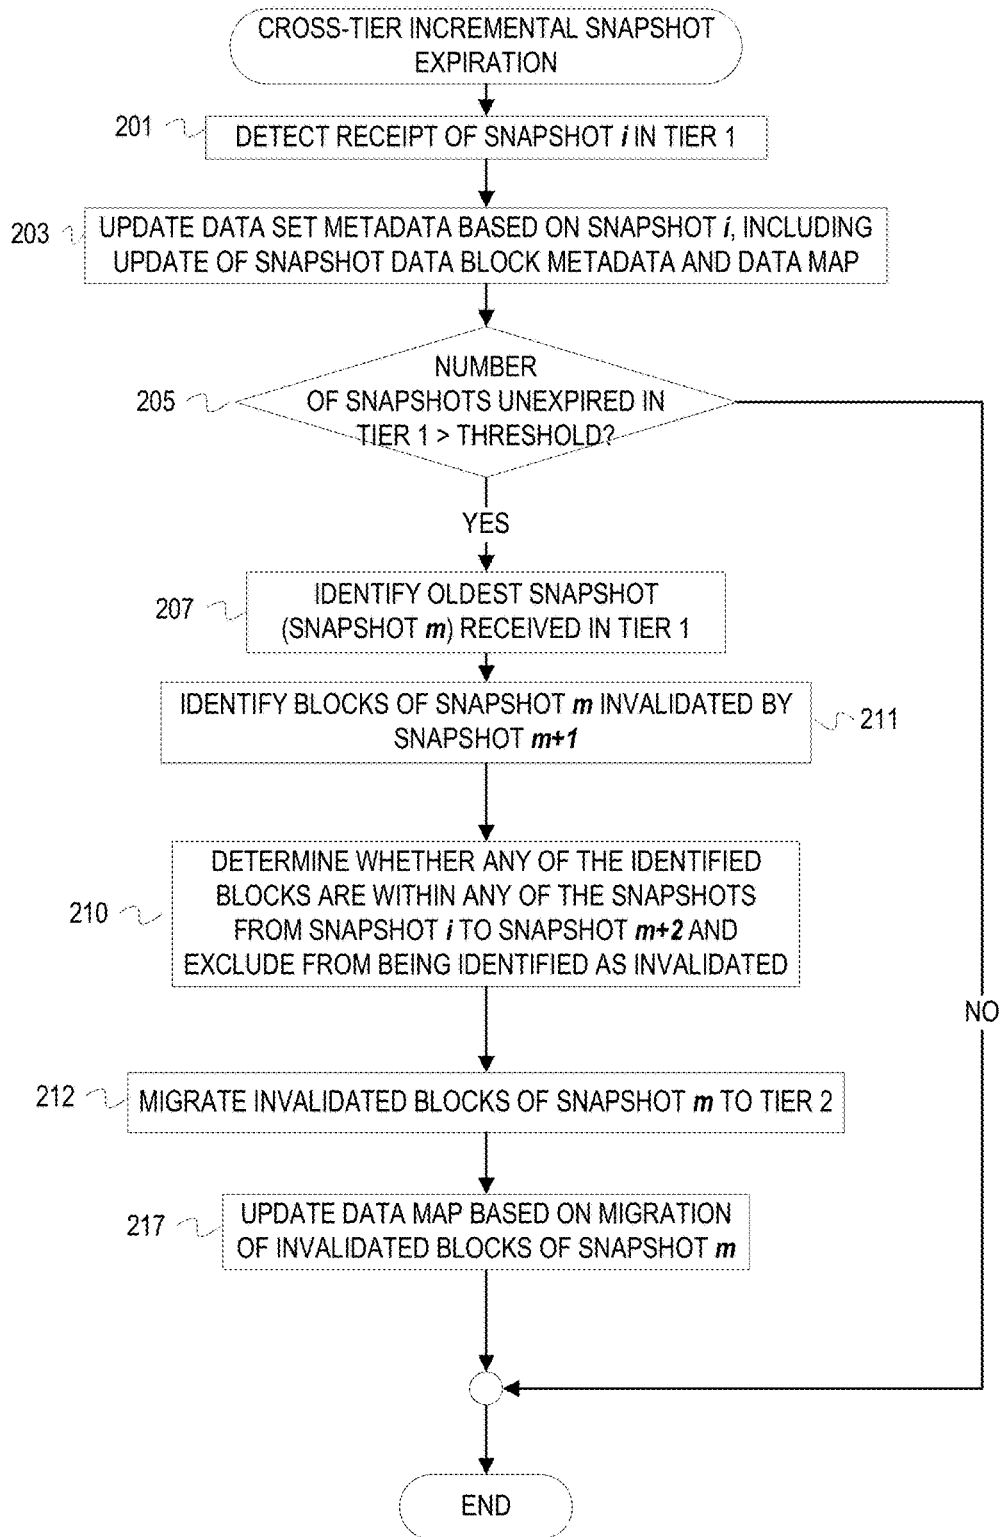 CROSS-TIER INCREMENTAL SNAPSHOT
EXPIRATION
201
DETECT RECEIPT OF SNAPSHOT i IN TIER 1
203
UPDATE DATA SET METADATA BASED ON SNAPSHOT i, INCLUDING
UPDATE OF SNAPSHOT DATA BLOCK METADATA AND DATA MAP
205
NUMBER
OF SNAPSHOTS UNEXPIRED IN
TIER 1 > THRESHOLD?
YES
207
IDENTIFY OLDEST SNAPSHOT
(SNAPSHOT m) RECEIVED IN TIER 1
IDENTIFY BLOCKS OF SNAPSHOT m INVALIDATED BY
SNAPSHOT m+1
211
210
DETERMINE WHETHER ANY OF THE IDENTIFIED
BLOCKS ARE WITHIN ANY OF THE SNAPSHOTS
FROM SNAPSHOT i TO SNAPSHOT m+2 AND
EXCLUDE FROM BEING IDENTIFIED AS INVALIDATED
NO
212
MIGRATE INVALIDATED BLOCKS OF SNAPSHOT m TO TIER 2
217
UPDATE DATA MAP BASED ON MIGRATION
OF INVALIDATED BLOCKS OF SNAPSHOT m
END